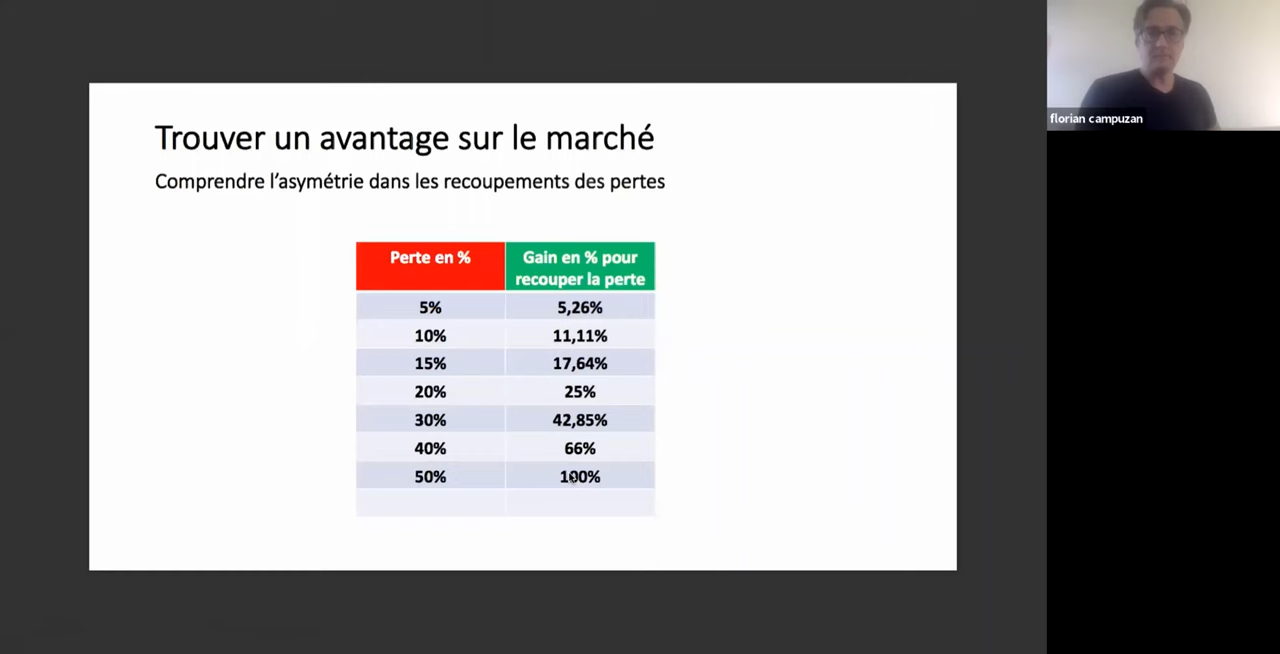 Trouver un avantage sur le marché
Comprendre l'asymétrie dans les recoupements des pertes
Perte en %
Gain en % pour
recouper la perte
5% 5,26%
10% 11,11%
15% 17,64%
20% 25%
30% 42,85%
40% 66%
50% 100%
florian campuzan